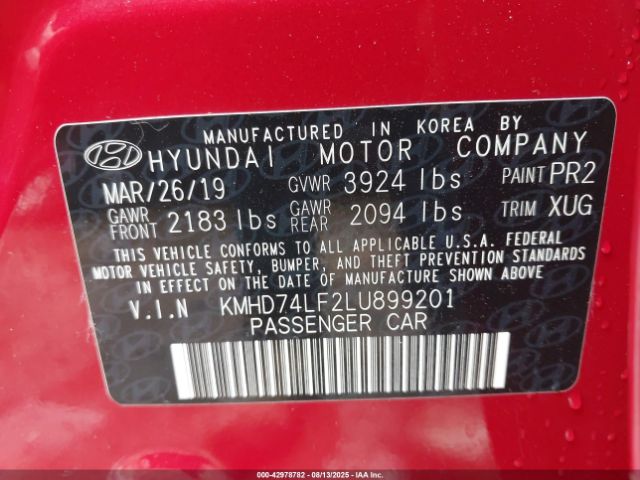 MANUFACTURED IN KOREA BY
HYUNDAI MOTOR COMPANY
MAR/26/19 GVWR 3924 lbs PAINT PR2
GAWR FRONT 2183 lbs GAWR REAR 2094 lbs TRIM XUG
THIS VEHICLE CONFORMS TO ALL APPLICABLE U.S.A. FEDERAL
MOTOR VEHICLE SAFETY, BUMPER, AND THEFT PREVENTION STANDARDS
IN EFFECT ON THE DATE OF MANUFACTURE SHOWN ABOVE.
V.I.N KMHD74LF2LU899201
PASSENGER CAR
000-42978782 - 08/13/2025 - IAAI.COM